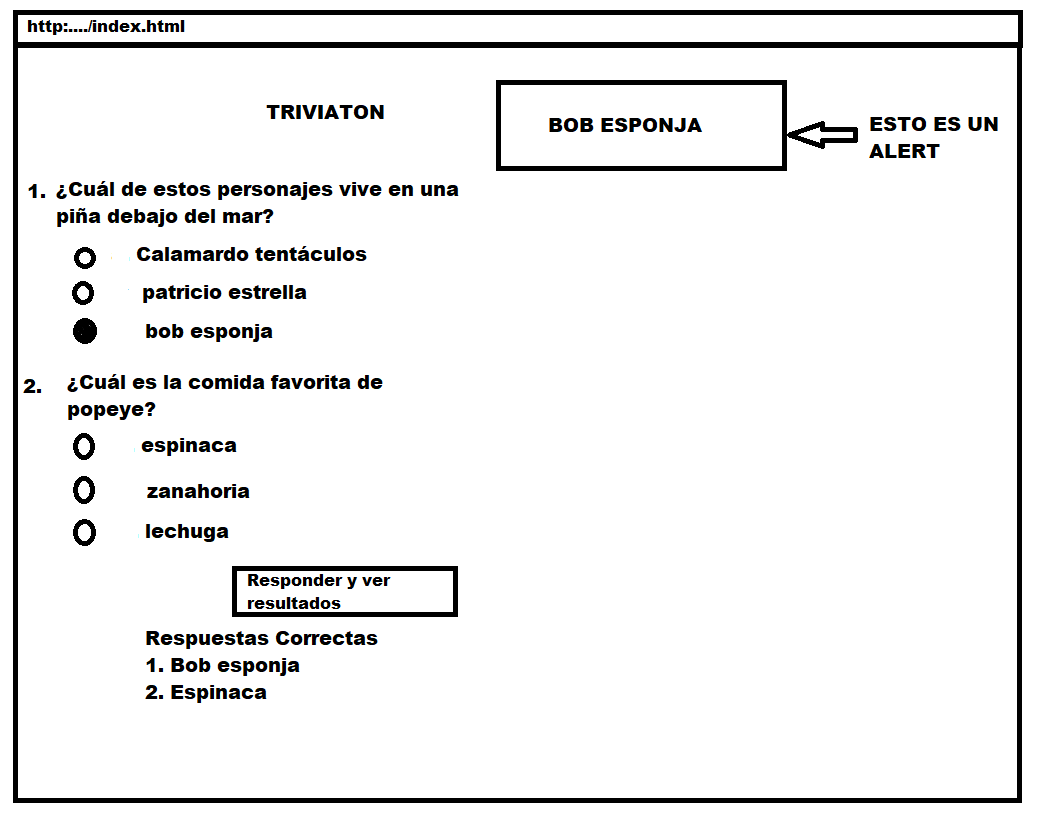 http:..../index.html
TRIVIATON
BOB ESPONJA
ESTO ES UN
ALERT
1. ¿Cuál de estos personajes vive en una
piña debajo del mar?
Calamardo tentáculos
patricio estrella
bob esponja
2. ¿Cuál es la comida favorita de
popeye?
espinaca
zanahoria
lechuga
Responder y ver
resultados
Respuestas Correctas
1. Bob esponja
2. Espinaca